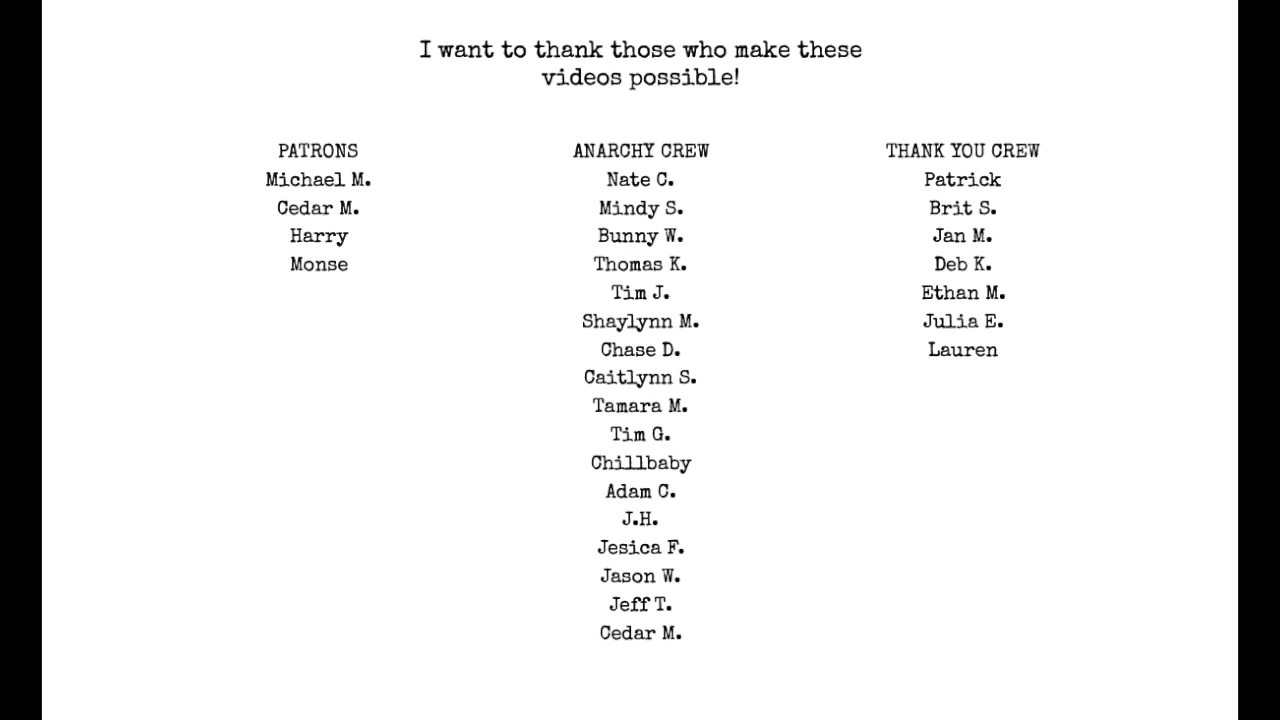 I want to thank those who make these
videos possible!
PATRONS
Michael M.
Cedar M.
Harry
Monse
ANARCHY CREW
Nate C.
Mindy S.
Bunny W.
Thomas K.
Tim J.
Shaylynn M.
Chase D.
Caitlynn S.
Tamara M.
Tim G.
Chillbaby
Adam C.
J.H.
Jesica F.
Jason W.
Jeff T.
Cedar M.
THANK YOU CREW
Patrick
Brit S.
Jan M.
Deb K.
Ethan M.
Julia E.
Lauren